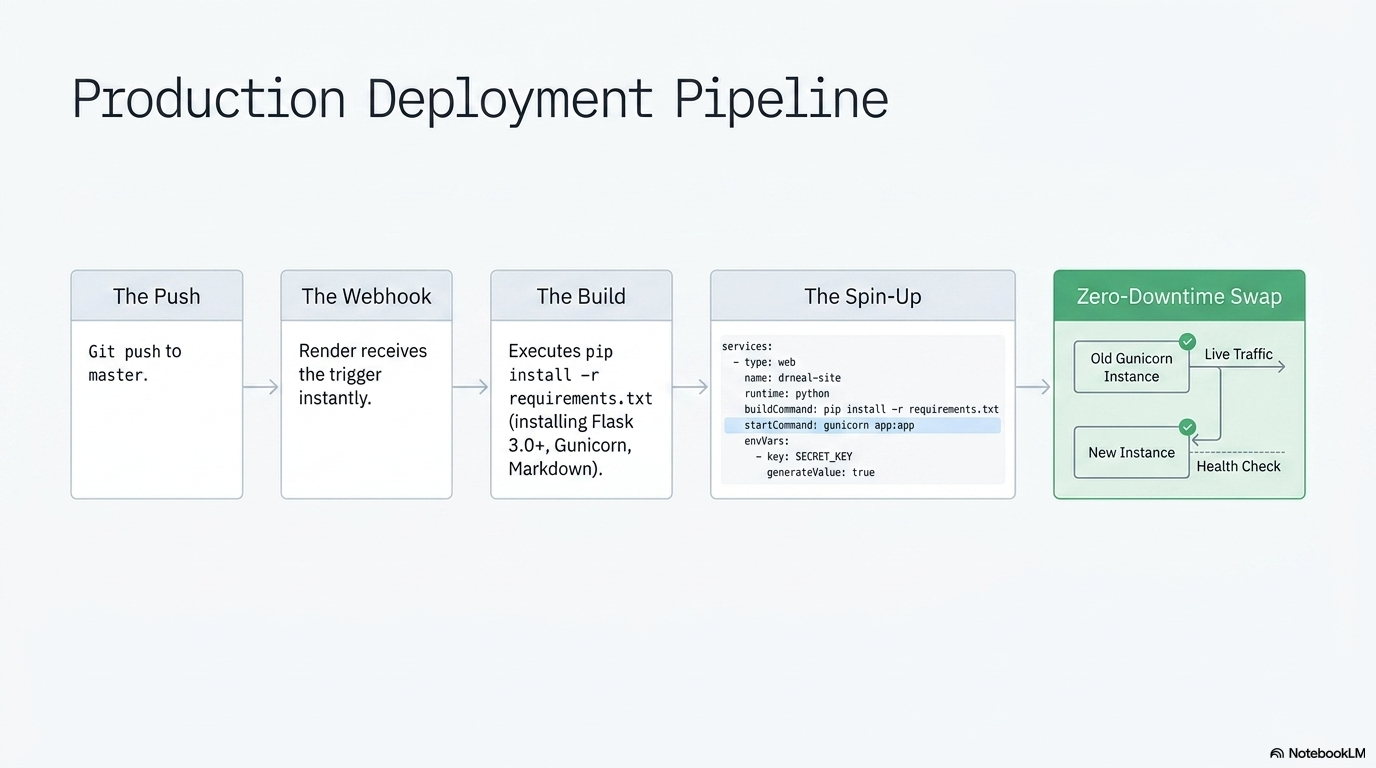 Production Deployment Pipeline
The Push
Git push to
master.
The Webhook
Render receives
the trigger
instantly.
The Build
Executes pip
install -r
requirements.txt
(installing Flask
3.0+, Gunicorn,
Markdown).
The Spin-Up
services:
  - type: web
    name: drneal-site
    runtime: python
    buildCommand: pip install -r requirements.txt
    startCommand: gunicorn app:app
    envVars:
      - key: SECRET_KEY
        generateValue: true
Zero-Downtime Swap
Old Gunicorn
Instance
Live Traffic
New Instance
Health Check
NotebookLM